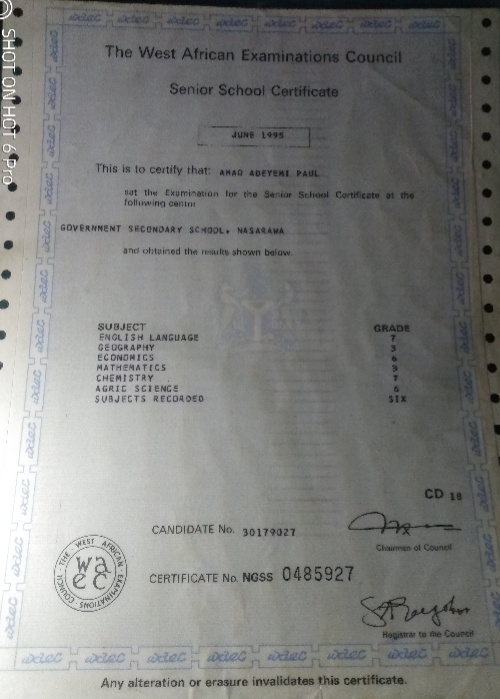 The West African Examinations Council
Senior School Certificate
JUNE 1995
This is to certify that: AMAO ADEYEMI PAUL
sat the Examination for the Senior School Certificate at the
following centre
GOVERNMENT SECONDARY SCHOOL, NASARAWA
and obtained the results shown below.
SUBJECT GRADE
ENGLISH LANGUAGE 7
GEOGRAPHY 3
ECONOMICS 6
MATHEMATICS
CHEMISTRY 7
AGRIC SCIENCE 6
SUBJECTS RECORDED SIX
CD 18
CANDIDATE No. 30179027
Chairman of Council
THE WEST AFRICAN EXAMINATIONS COUNCIL
waec
CERTIFICATE No. NGSS 0485927
Registrar to the Council
Any alteration or erasure invalidates this certificate.
SHOT ON HOT 6 Pro